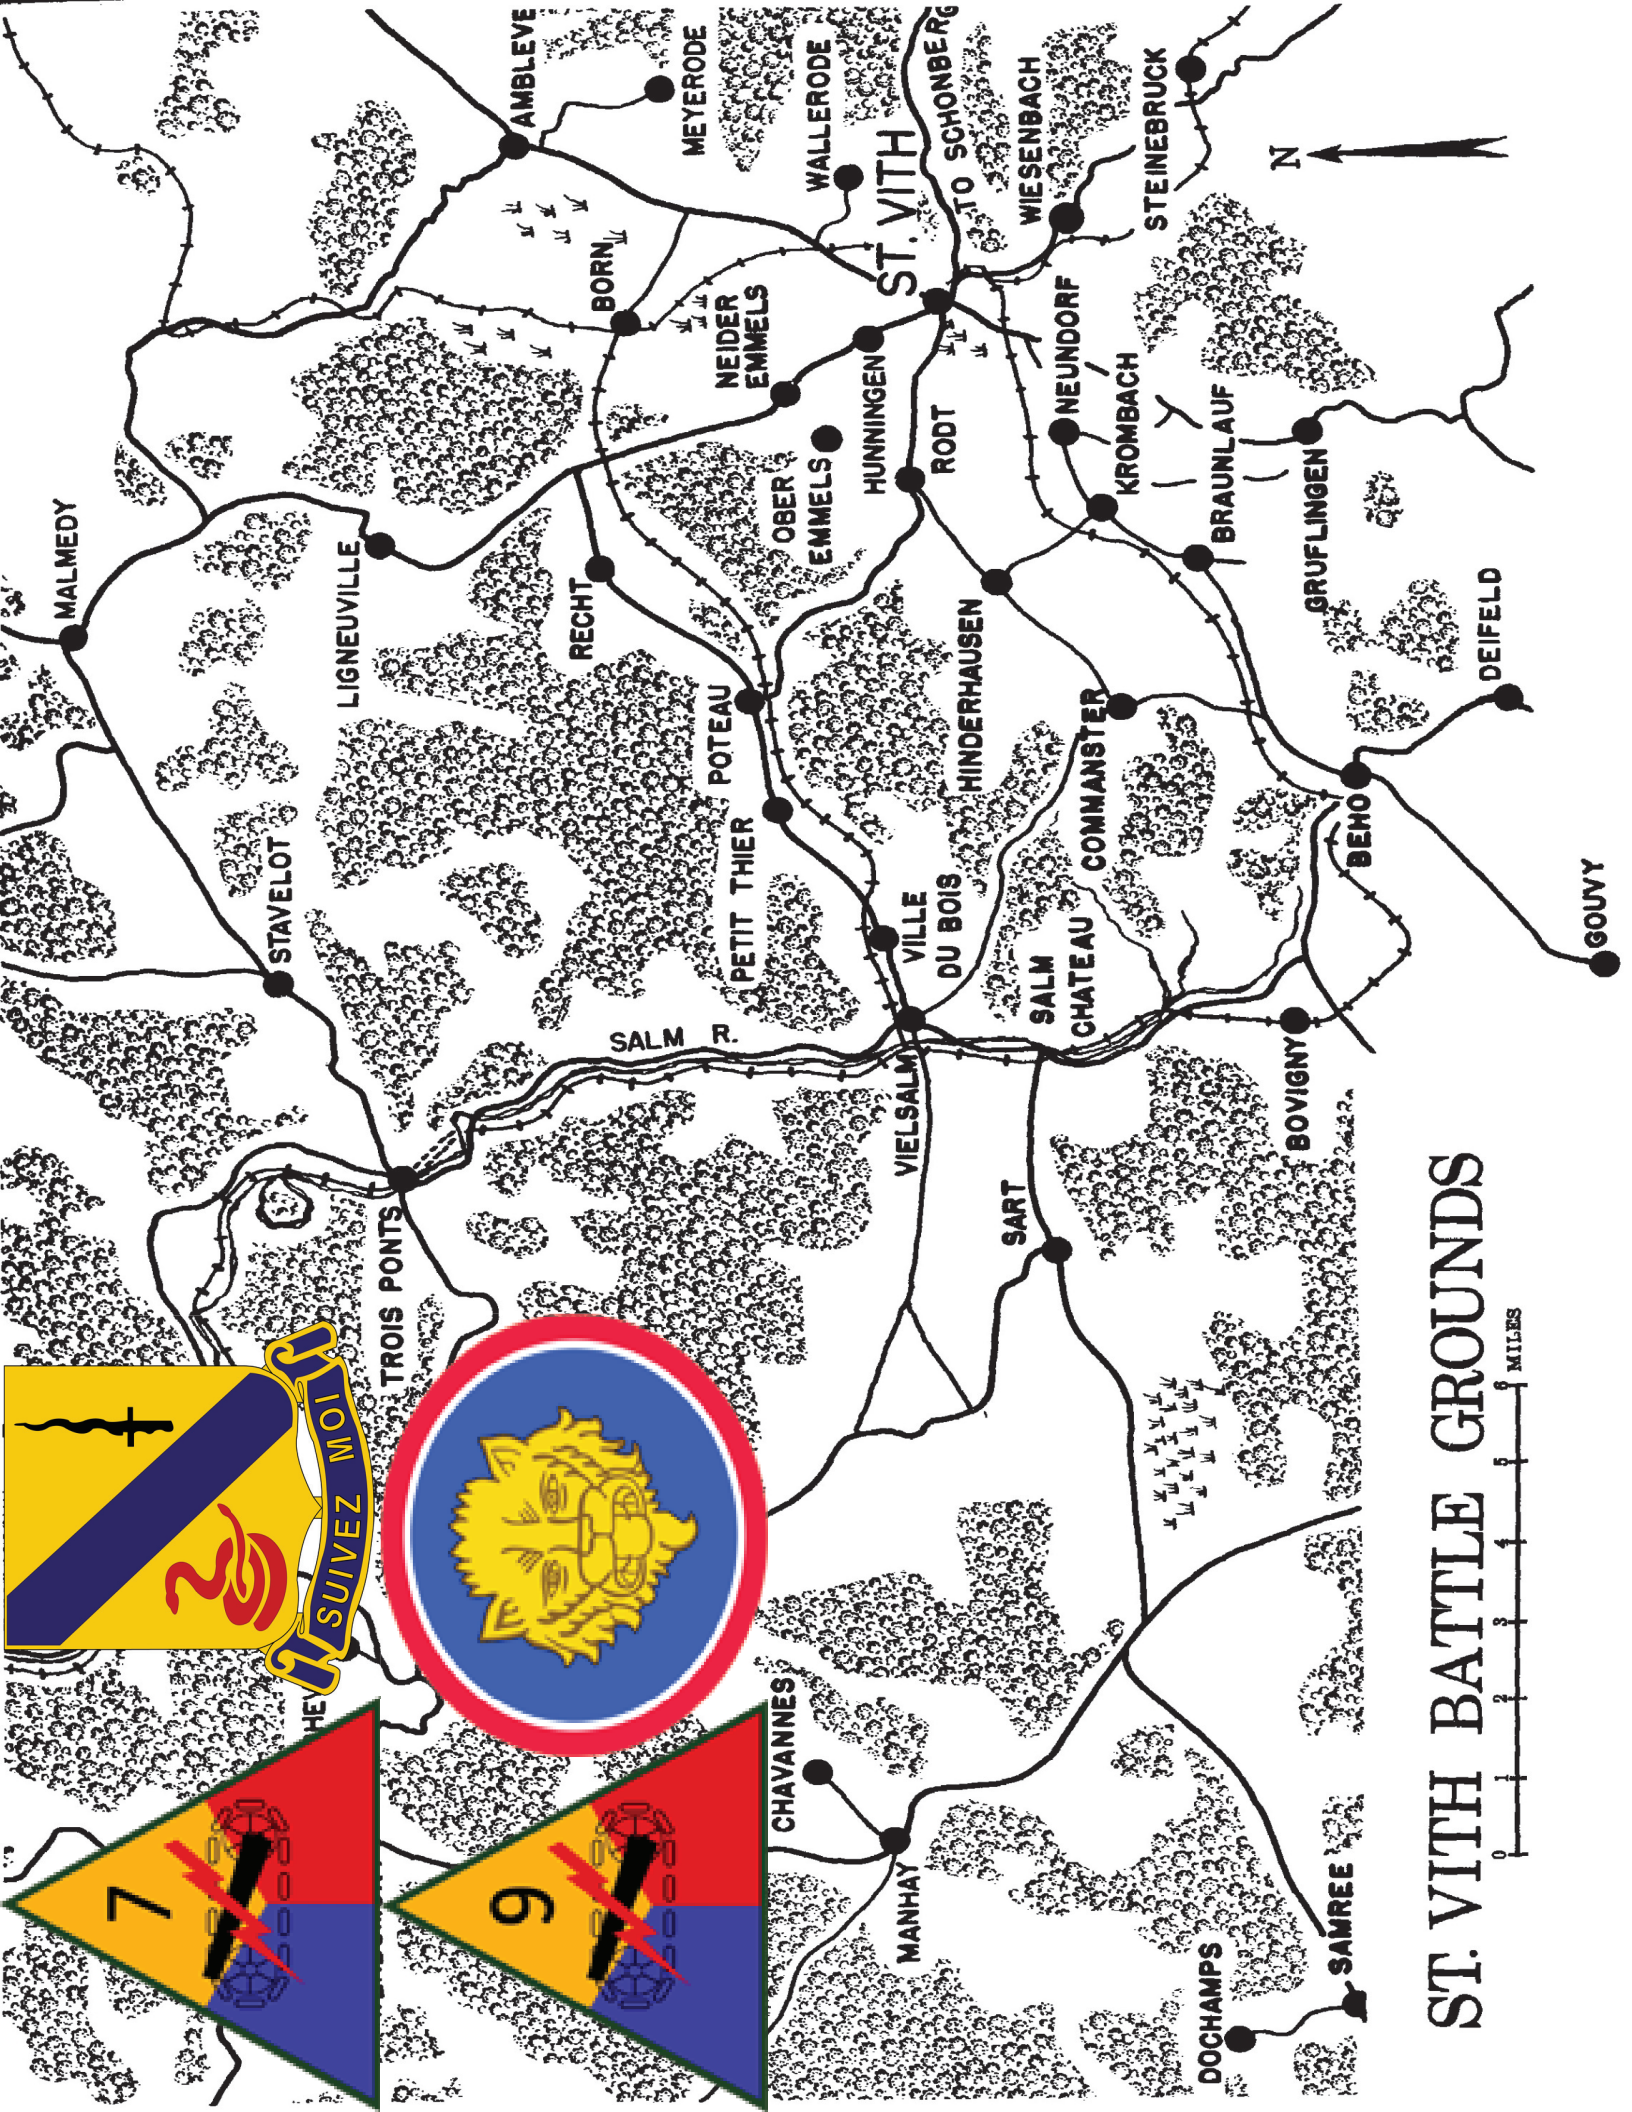 7
9
SUIVEZ MOI
HEV
TROIS PONTS
STAVELOT
MALMEDY
LIGNEUVILLE
AMBLEVE
MEYERODE
BORN
WALLERODE
NEIDER
EMMELS
ST. VITH
TO SCHONBERG
WIESENBACH
STEINEBRUCK
N
RECHT
OBER
EMMELS
HUNNINGEN
RODT
NEUNDORF
KROMBACH
BRAUNLAUF
GRUFLINGEN
DEIFELD
POTEAU
PETIT THIER
HINDERHAUSEN
COMMANSTER
VILLE
DU BOIS
SALM
CHATEAU
SALM R.
VIELSALM
BEHO
GOUVY
BOVIGNY
SART
CHAVANNES
MANHAY
DOCHAMPS
SAMREE
ST. VITH BATTLE GROUNDS
0 1 2 3 4 5 6 MILES